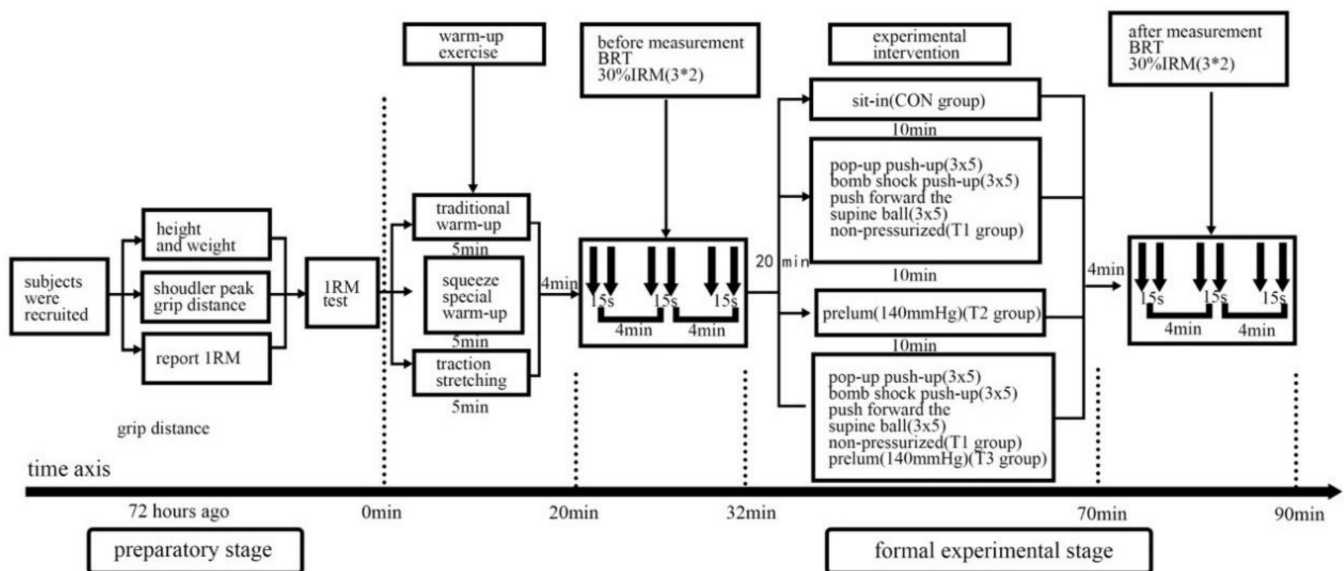 warm-up
exercise
before measurement
BRT
30%IRM(3*2)
experimental
intervention
after measurement
BRT
30%IRM(3*2)
subjects
were
recruited
height
and weight
shoudler peak
grip distance
report 1RM
grip distance
1RM
test
traditional
warm-up
5min
squeeze
special
warm-up
5min
traction
stretching
5min
4min
15s
15s
15s
4min
4min
20 min
sit-in(CON group)
10min
pop-up push-up(3x5)
bomb shock push-up(3x5)
push forward the
supine ball(3x5)
non-pressurized(T1 group)
10min
prelum(140mmHg)(T2 group)
10min
pop-up push-up(3x5)
bomb shock push-up(3x5)
push forward the
supine ball(3x5)
non-pressurized(T1 group)
prelum(140mmHg)(T3 group)
4min
15s
15s
15s
4min
4min
time axis
72 hours ago
0min
20min
32min
70min
90min
preparatory stage
formal experimental stage